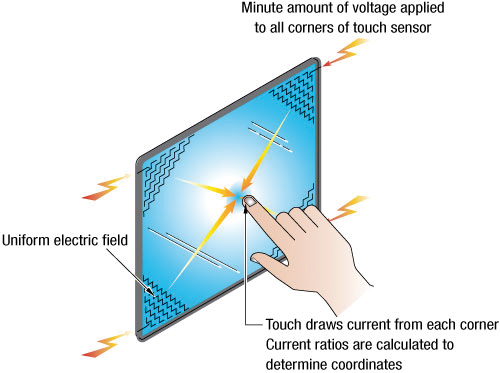 Minute amount of voltage applied
to all corners of touch sensor
Uniform electric field
Touch draws current from each corner
Current ratios are calculated to
determine coordinates